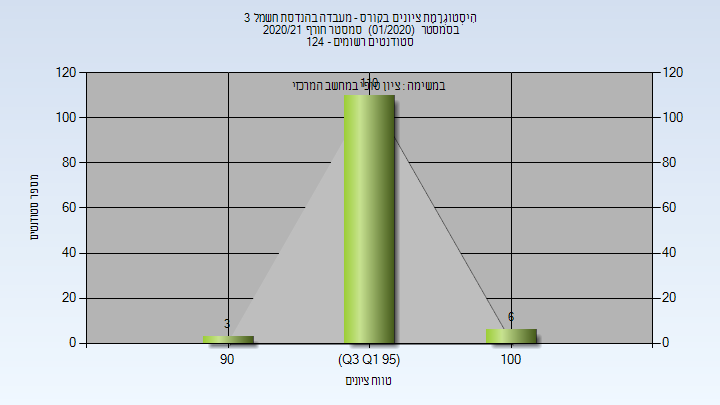 היסטוגרמת ציונים בקורס - מעבדה בהנדסת חשמל 3
בסמסטר (01/2020) סמסטר חורף 2020/21
סטודנטים רשומים - 124
במשימה : ציון סופי במחשב המרכזי
120
100
80
60
40
20
0
מספר סטודנטים
3
110
6
120
100
80
60
40
20
0
90
(Q3 Q1 95)
100
טווח ציונים